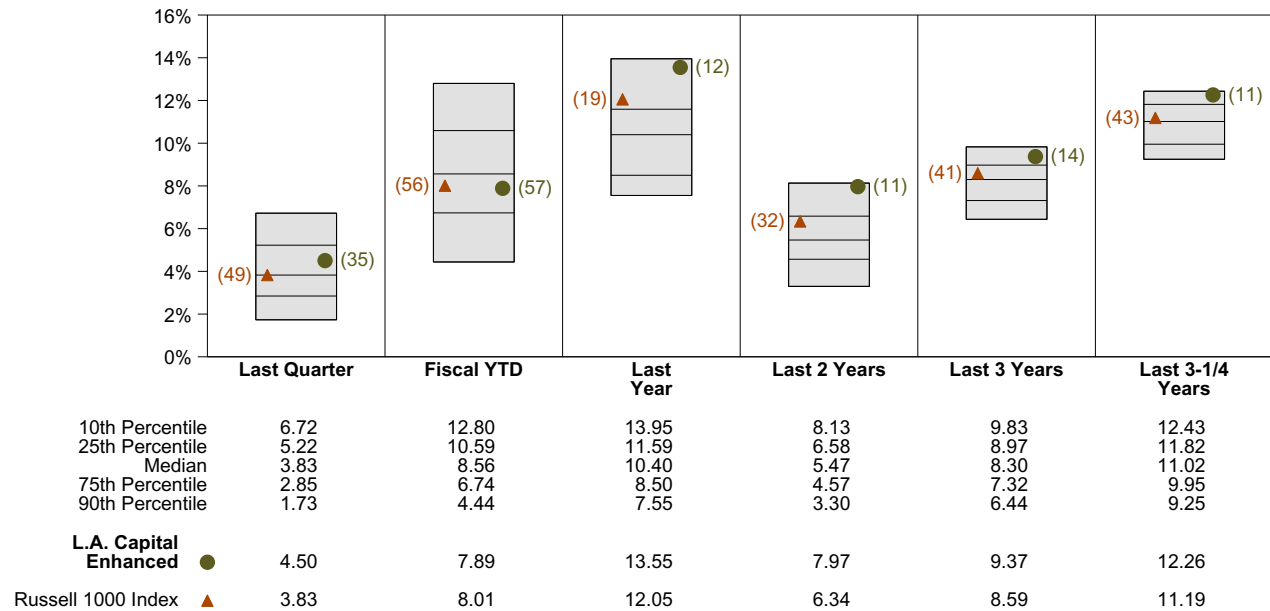 16%
14%
12%
10%
8%
6%
4%
2%
0%
(49) (35)
(56) (57)
(19) (12)
(32) (11)
(41) (14)
(43) (11)
Last Quarter Fiscal YTD Last Last 2 Years Last 3 Years Last 3-1/4
Year Years
10th Percentile 6.72 12.80 13.95 8.13 9.83 12.43
25th Percentile 5.22 10.59 11.59 6.58 8.97 11.82
Median 3.83 8.56 10.40 5.47 8.30 11.02
75th Percentile 2.85 6.74 8.50 4.57 7.32 9.95
90th Percentile 1.73 4.44 7.55 3.30 6.44 9.25
L.A. Capital
Enhanced 4.50 7.89 13.55 7.97 9.37 12.26
Russell 1000 Index 3.83 8.01 12.05 6.34 8.59 11.19